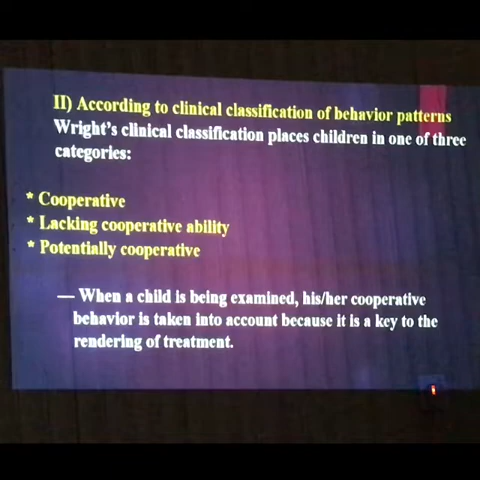 II) According to clinical classification of behavior patterns
Wright's clinical classification places children in one of three
categories:
* Cooperative
* Lacking cooperative ability
* Potentially cooperative
— When a child is being examined, his/her cooperative
behavior is taken into account because it is a key to the
rendering of treatment.